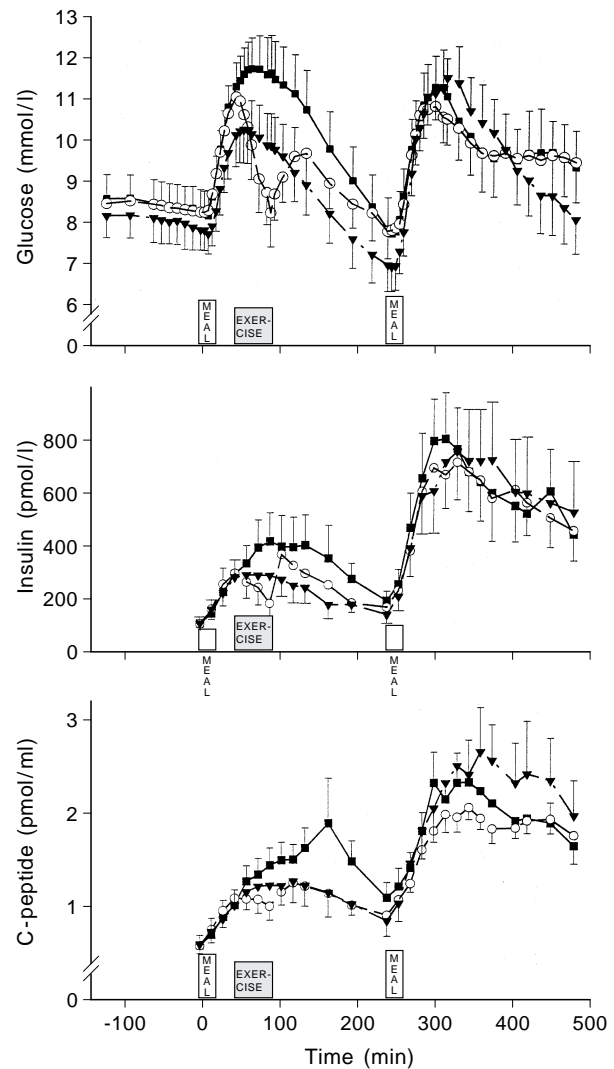 13
12
11
10
9
8
7
6
0
Glucose (mmol/l)
MEAL
EXER-
CISE
MEAL
800
600
400
200
0
Insulin (pmol/l)
EXER-
CISE
MEAL
MEAL
3
2
1
0
C-peptide (pmol/ml)
MEAL
EXER-
CISE
MEAL
-100 0 100 200 300 400 500
Time (min)